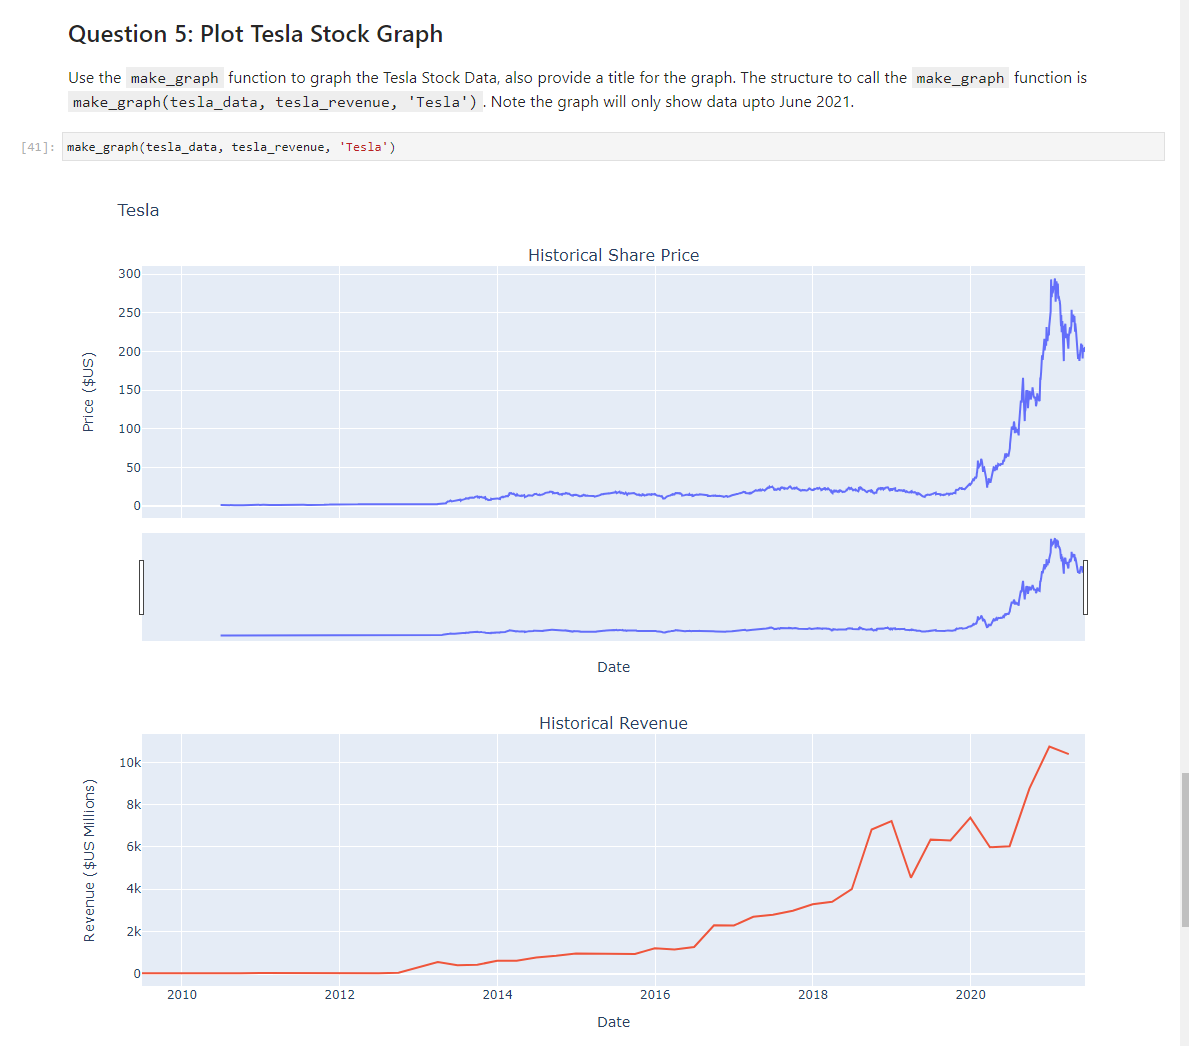 Question 5: Plot Tesla Stock Graph
Use the make_graph function to graph the Tesla Stock Data, also provide a title for the graph. The structure to call the make_graph function is
make_graph(tesla_data, tesla_revenue, 'Tesla'). Note the graph will only show data upto June 2021.
[41]: make_graph(tesla_data, tesla_revenue, 'Tesla')
Tesla
Historical Share Price
Price ($US)
300
250
200
150
100
50
0
Date
Historical Revenue
Revenue ($US Millions)
10k
8k
6k
4k
2k
0
2010 2012 2014 2016 2018 2020
Date